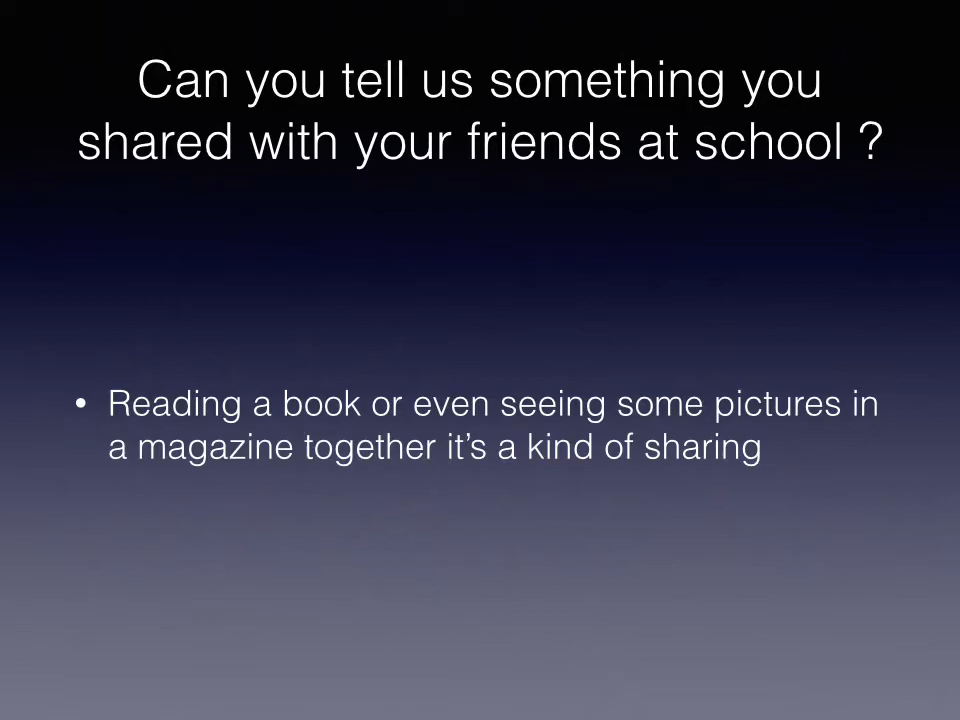 Can you tell us something you
shared with your friends at school ?
• Reading a book or even seeing some pictures in
a magazine together it’s a kind of sharing